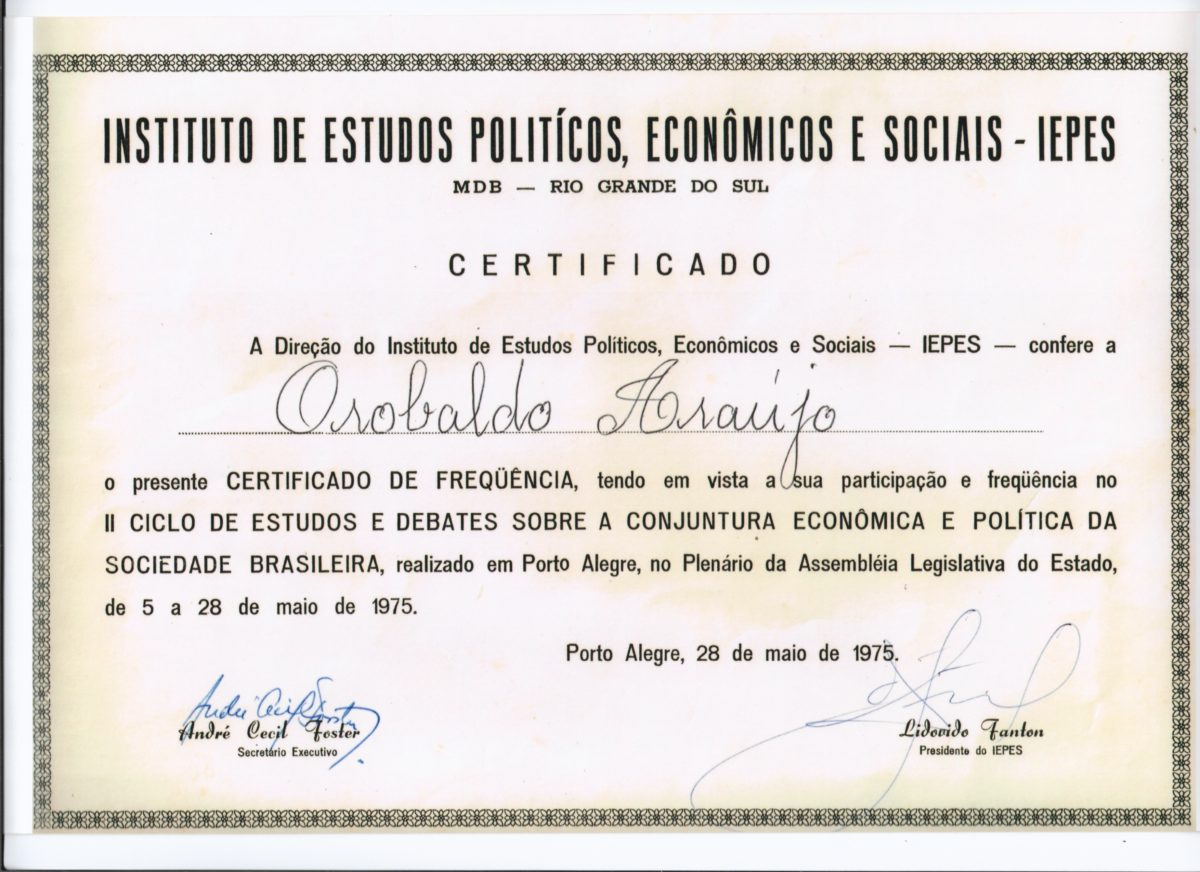 INSTITUTO DE ESTUDOS POLITÍCOS, ECONÔMICOS E SOCIAIS - IEPES
MDB — RIO GRANDE DO SUL
CERTIFICADO
A Direção do Instituto de Estudos Políticos, Econômicos e Sociais — IEPES — confere a
Orobaldo Araújo
o presente CERTIFICADO DE FREQÜÊNCIA, tendo em vista a sua participação e freqüência no
II CICLO DE ESTUDOS E DEBATES SOBRE A CONJUNTURA ECONÔMICA E POLÍTICA DA
SOCIEDADE BRASILEIRA, realizado em Porto Alegre, no Plenário da Assembléia Legislativa do Estado,
de 5 a 28 de maio de 1975.
Porto Alegre, 28 de maio de 1975.
André Cecil Foster
André Cecil Foster
Secretário Executivo
Lidovido Fanton
Presidente do IEPES